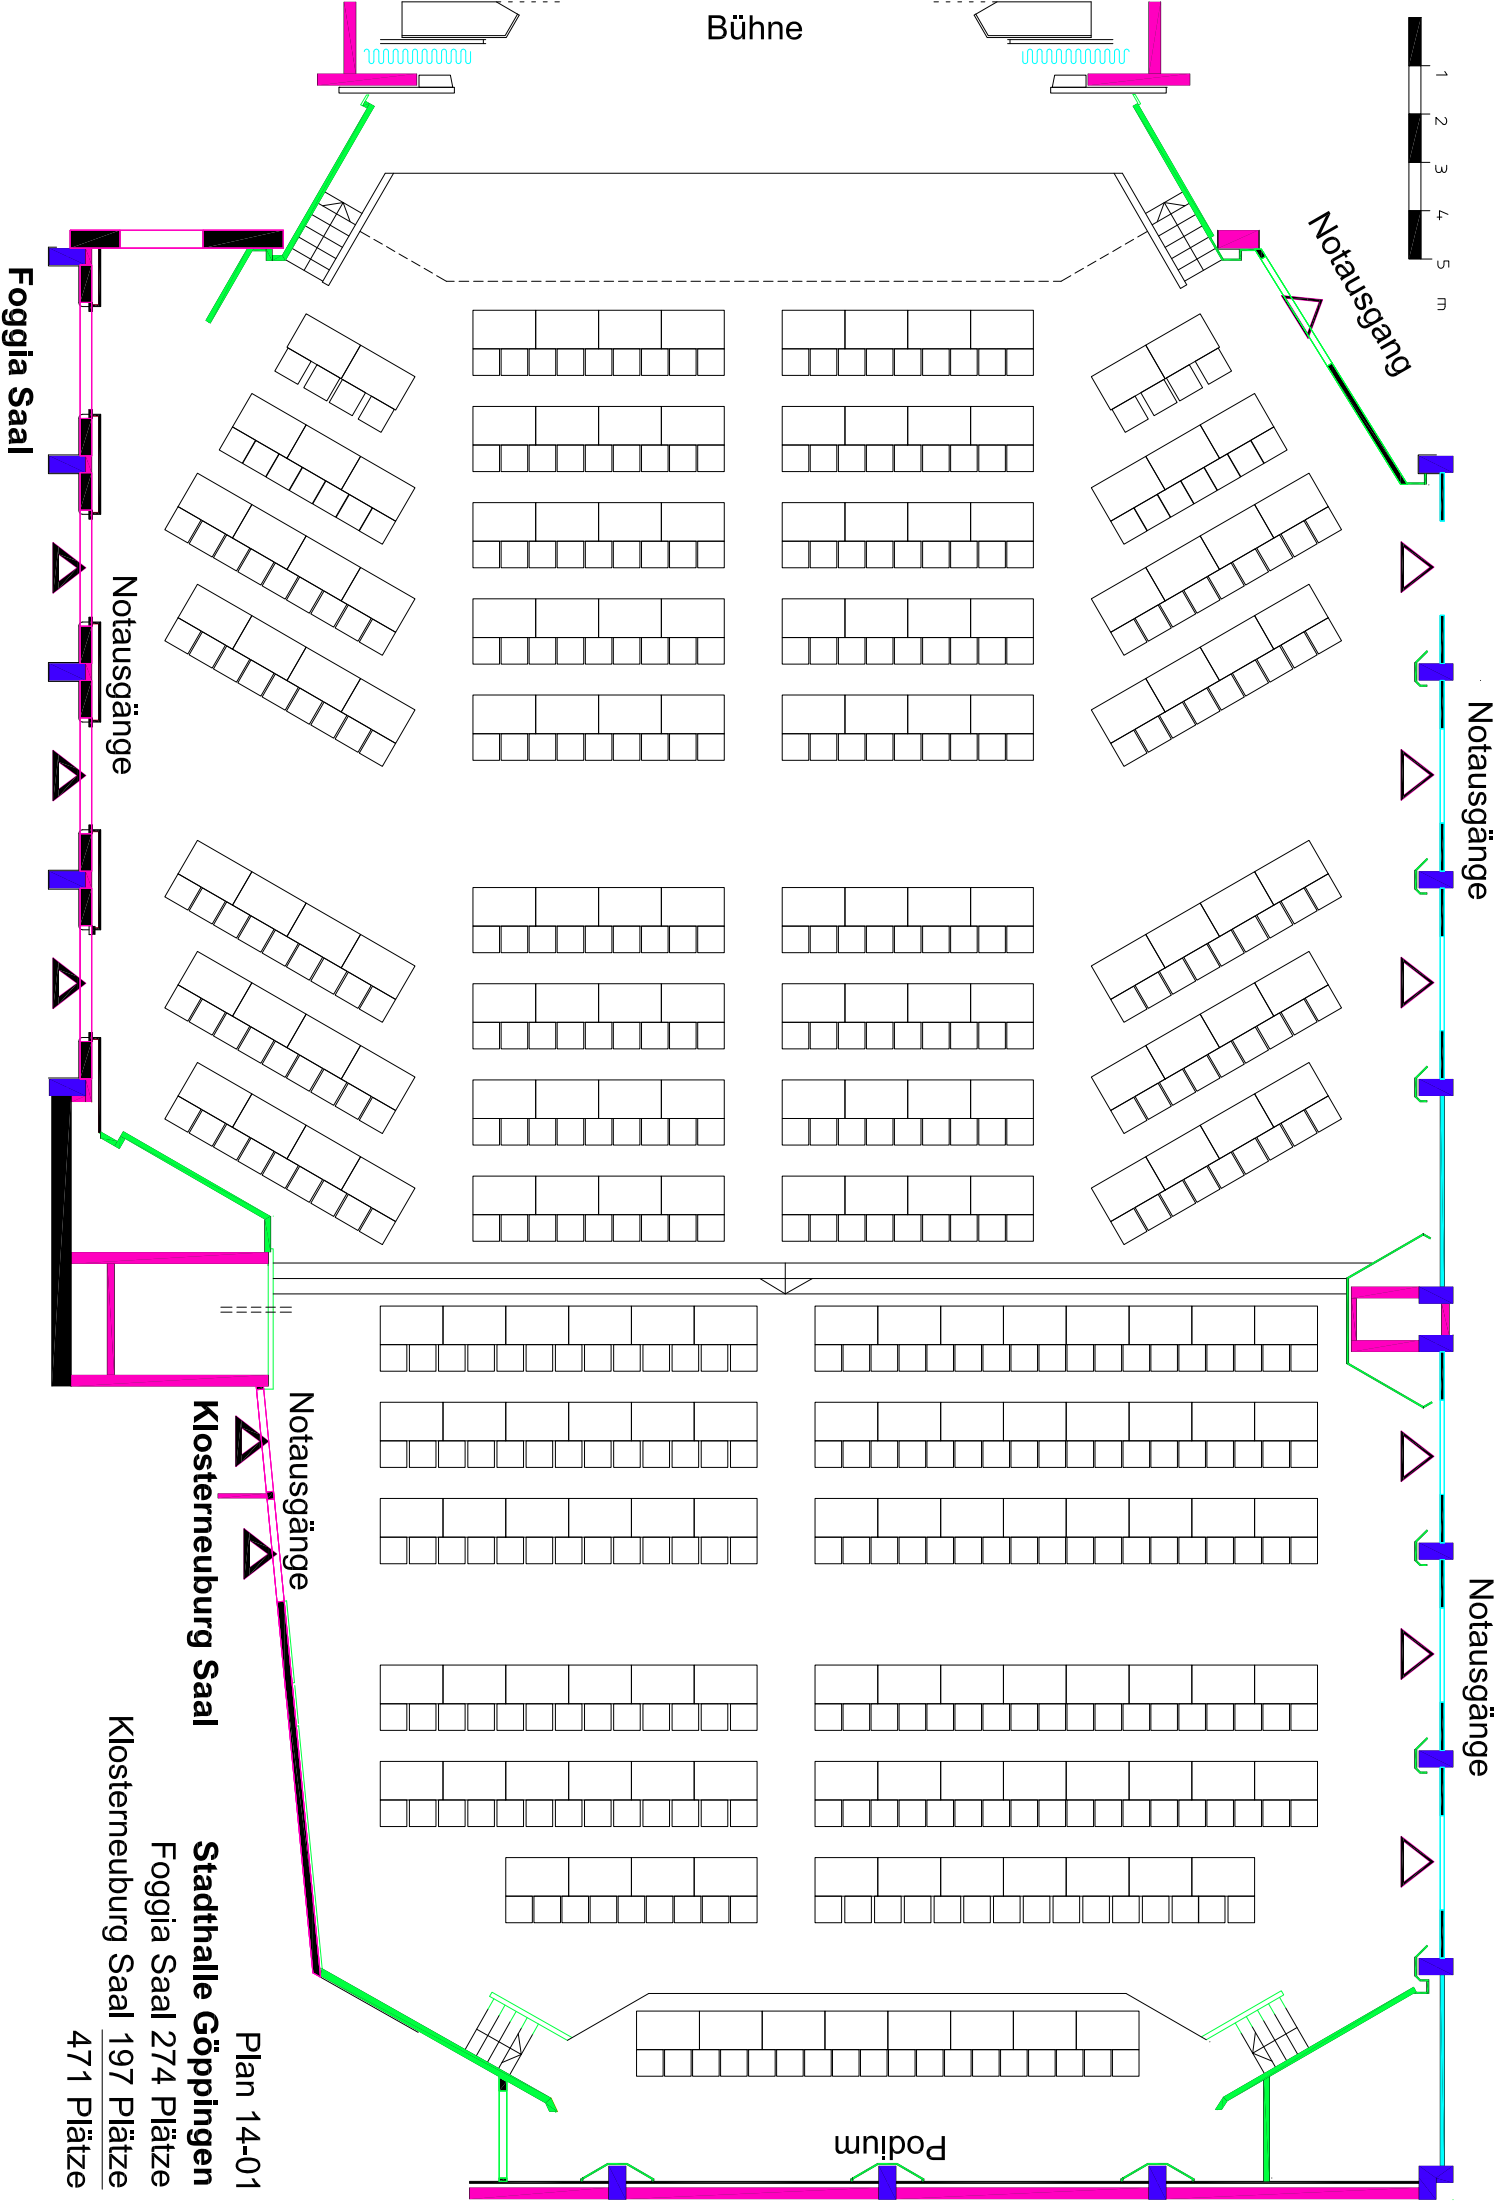 Bühne
1
2
3
4
5
m
Notausgang
Foggia Saal
Notausgänge
Notausgänge
Notausgänge
Notausgänge
Klosterneuburg Saal
Podium
Plan 14-01
Stadthalle Göppingen
Foggia Saal 274 Plätze
Klosterneuburg Saal 197 Plätze
471 Plätze